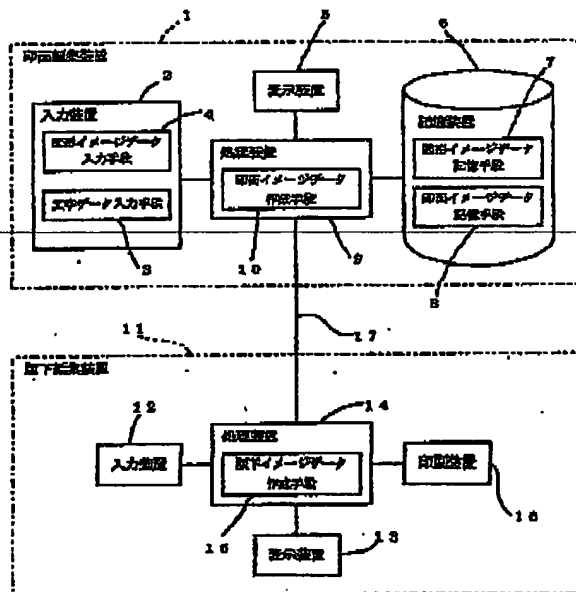 1
印面編集装置
2
入力装置
4
図形イメージデータ
入力手段
文字データ入力手段
3
5
表示装置
処理装置
印面イメージデータ
作成手段
10
9
6
記憶装置
7
図形イメージデータ
記憶手段
印面イメージデータ
記憶手段
8
17
11
版下編集装置
12
入力装置
14
処理装置
版下イメージデータ
作成手段
15
印刷装置
16
表示装置
13